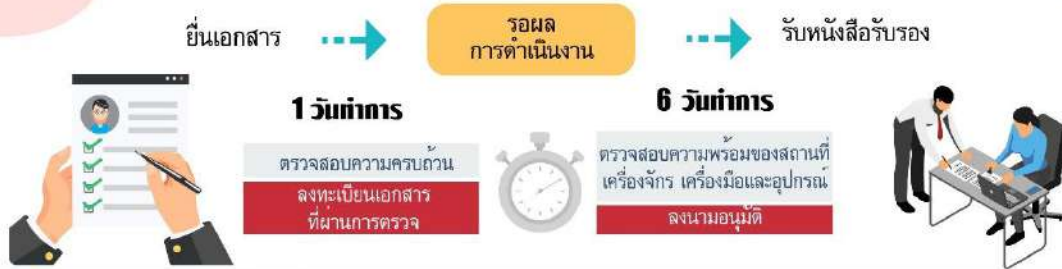 ยื่นเอกสาร
รอผล
การดำเนินงาน
รับหนังสือรับรอง
1 วันทำการ
6 วันทำการ
ตรวจสอบความครบถ้วน
ลงทะเบียนเอกสาร
ที่ผ่านการตรวจ
ตรวจสอบความพร้อมของสถานที่
เครื่องจักร เครื่องมือและอุปกรณ์
ลงนามอนุมัติ